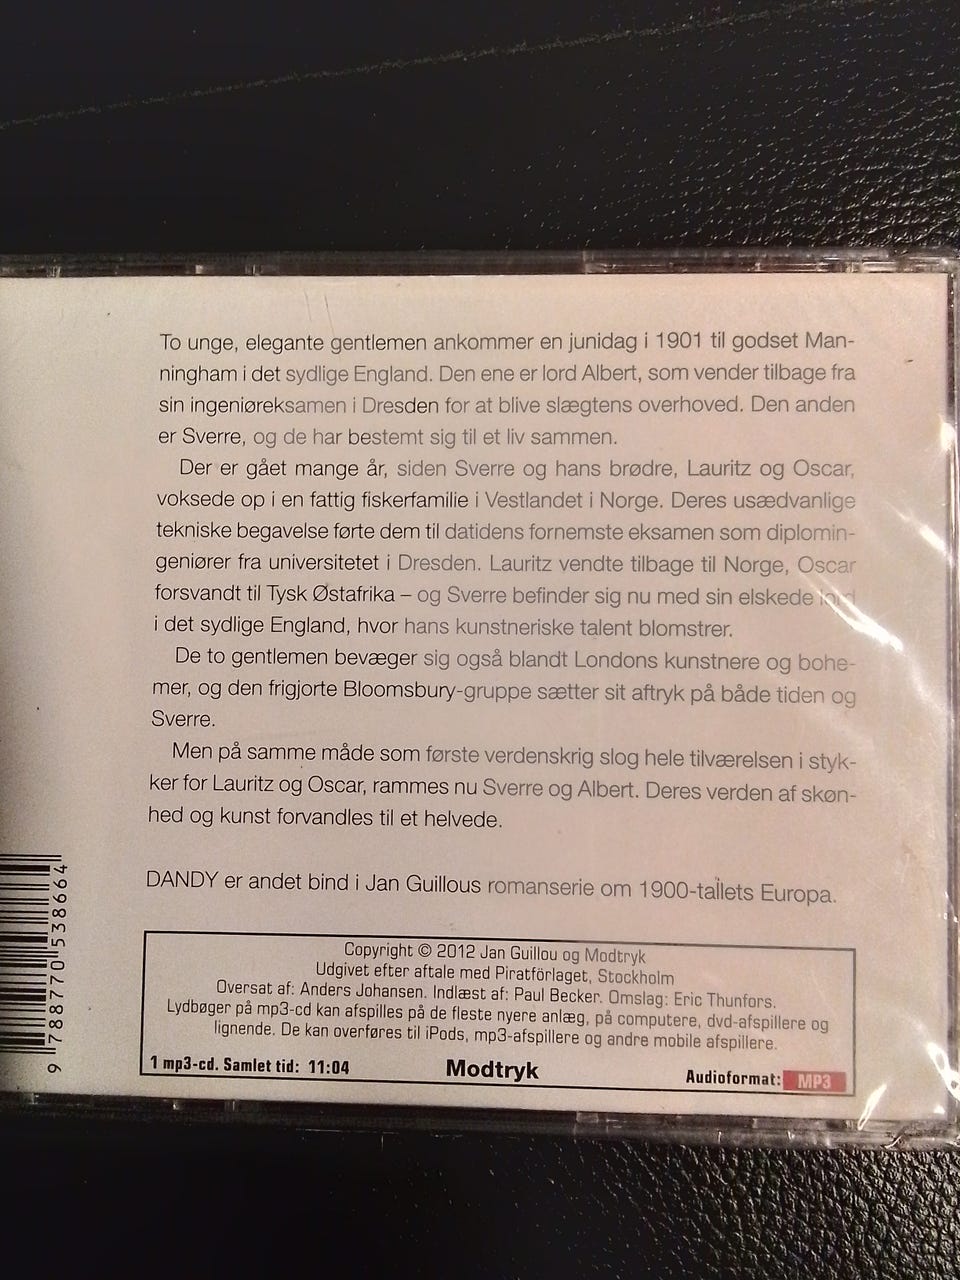 To unge, elegante gentlemen ankommer en junidag i 1901 til godset Man-
ningham i det sydlige England. Den ene er lord Albert, som vender tilbage fra
sin ingeniøreksamen i Dresden for at blive slægtens overhoved. Den anden
er Sverre, og de har bestemt sig til et liv sammen.
Der er gået mange år, siden Sverre og hans brødre, Lauritz og Oscar,
voksede op i en fattig fiskerfamilie i Vestlandet i Norge. Deres usædvanlige
tekniske begavelse førte dem til datidens fornemste eksamen som diplomin-
geniører fra universitetet i Dresden. Lauritz vendte tilbage til Norge, Oscar
forsvandt til Tysk Østafrika – og Sverre befinder sig nu med sin elskede lord
i det sydlige England, hvor hans kunstneriske talent blomstrer.
De to gentlemen bevæger sig også blandt Londons kunstnere og bohe-
mer, og den frigjorte Bloomsbury-gruppe sætter sit aftryk på både tiden og
Sverre.
Men på samme måde som første verdenskrig slog hele tilværelsen i styk-
ker for Lauritz og Oscar, rammes nu Sverre og Albert. Deres verden af skøn-
hed og kunst forvandles til et helvede.
DANDY er andet bind i Jan Guillous romanserie om 1900-tallets Europa.
Copyright © 2012 Jan Guillou og Modtryk
Udgivet efter aftale med Piratförlaget, Stockholm
Oversat af: Anders Johansen. Indlæst af: Paul Becker. Omslag: Eric Thunfors.
Lydbøger på mp3-cd kan afspilles på de fleste nyere anlæg, på computere, dvd-afspillere og
lignende. De kan overføres til iPods, mp3-afspillere og andre mobile afspillere.
1 mp3-cd. Samlet tid: 11:04 Modtryk Audioformat: MP3
9 788770 538664